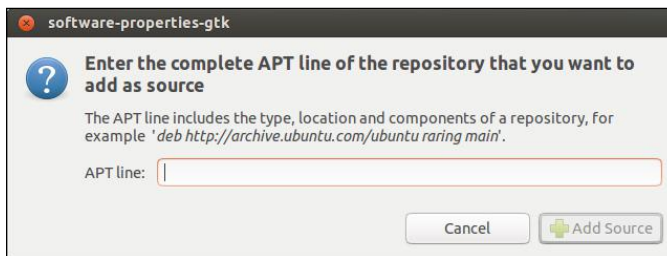 software-properties-gtk
Enter the complete APT line of the repository that you want to
add as source
The APT line includes the type, location and components of a repository, for
example 'deb http://archive.ubuntu.com/ubuntu raring main'.
APT line:
Cancel
Add Source